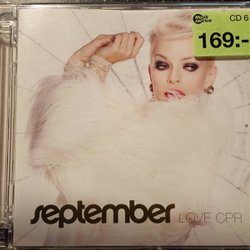 CD 6
169:-
september
LOVE CPR